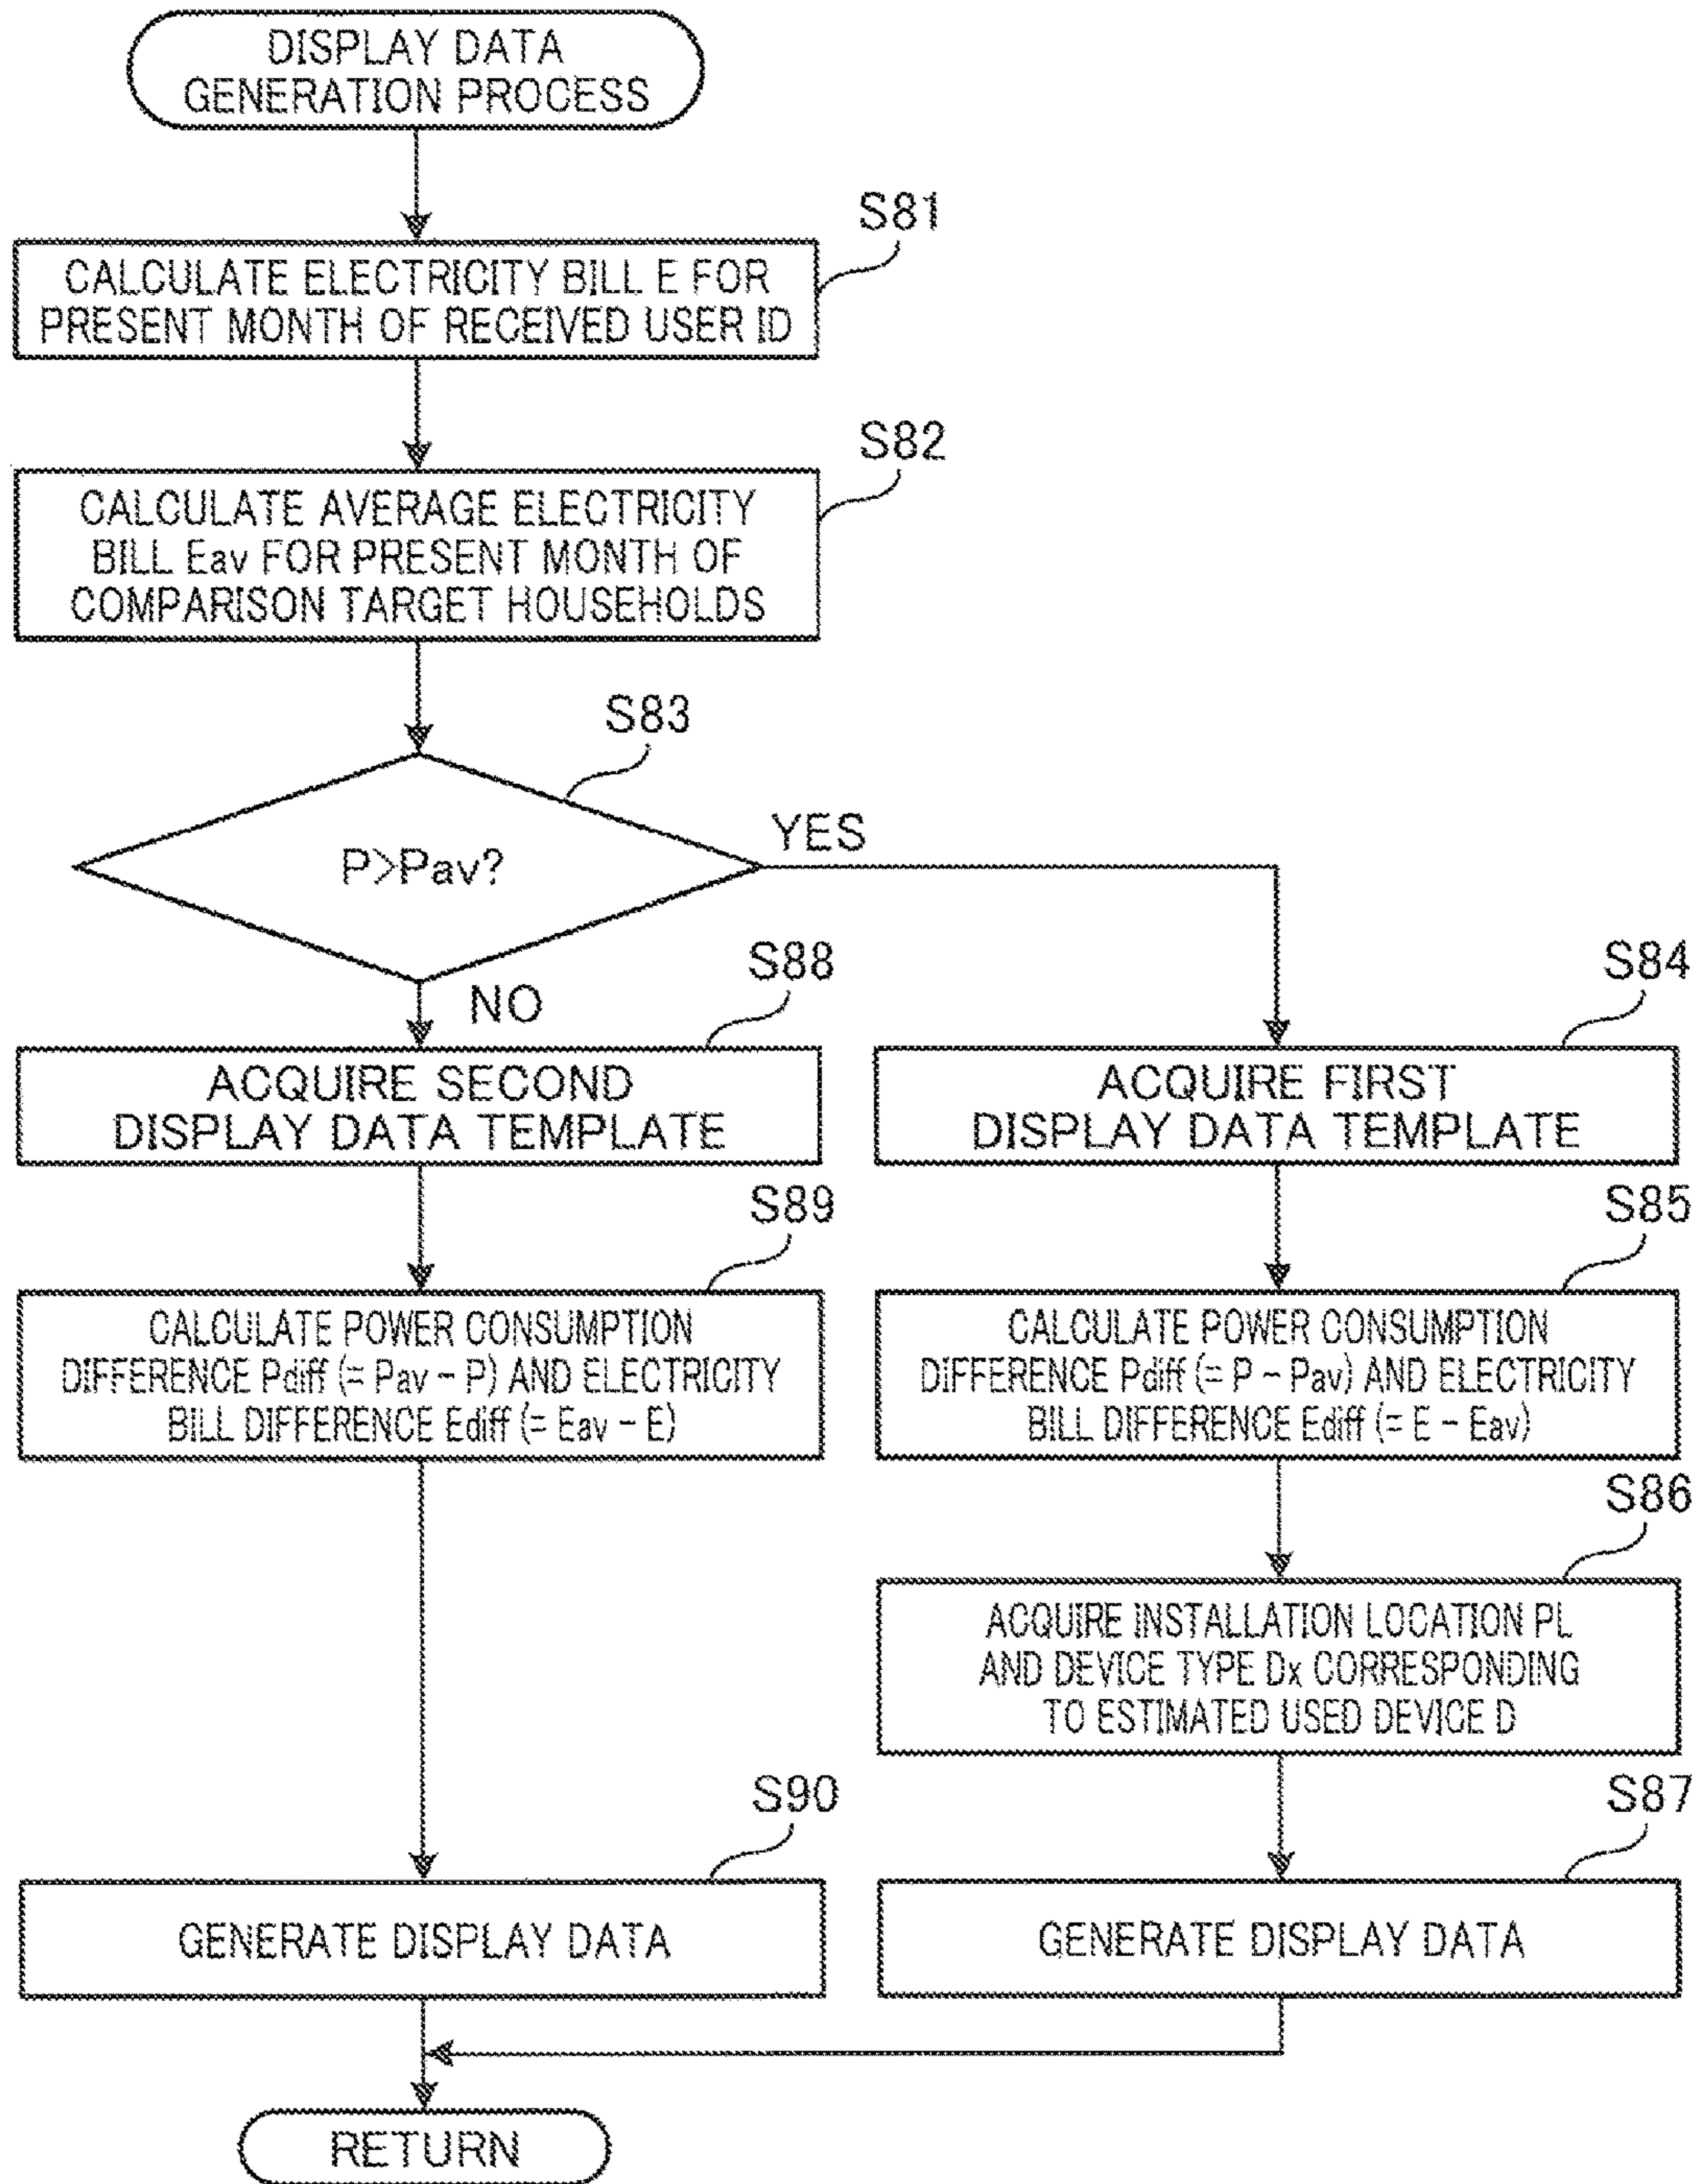 DISPLAY DATA
GENERATION PROCESS
S81
CALCULATE ELECTRICITY BILL E FOR
PRESENT MONTH OF RECEIVED USER ID
S82
CALCULATE AVERAGE ELECTRICITY
BILL Eav FOR PRESENT MONTH OF
COMPARISON TARGET HOUSEHOLDS
S83
P>Pav?
YES
NO
S88
ACQUIRE SECOND
DISPLAY DATA TEMPLATE
S84
ACQUIRE FIRST
DISPLAY DATA TEMPLATE
S89
CALCULATE POWER CONSUMPTION
DIFFERENCE Pdiff (= Pav - P) AND ELECTRICITY
BILL DIFFERENCE Ediff (= Eav - E)
S85
CALCULATE POWER CONSUMPTION
DIFFERENCE Pdiff (= P - Pav) AND ELECTRICITY
BILL DIFFERENCE Ediff (= E - Eav)
S86
ACQUIRE INSTALLATION LOCATION PL
AND DEVICE TYPE Dx CORRESPONDING
TO ESTIMATED USED DEVICE D
S90
GENERATE DISPLAY DATA
S87
GENERATE DISPLAY DATA
RETURN